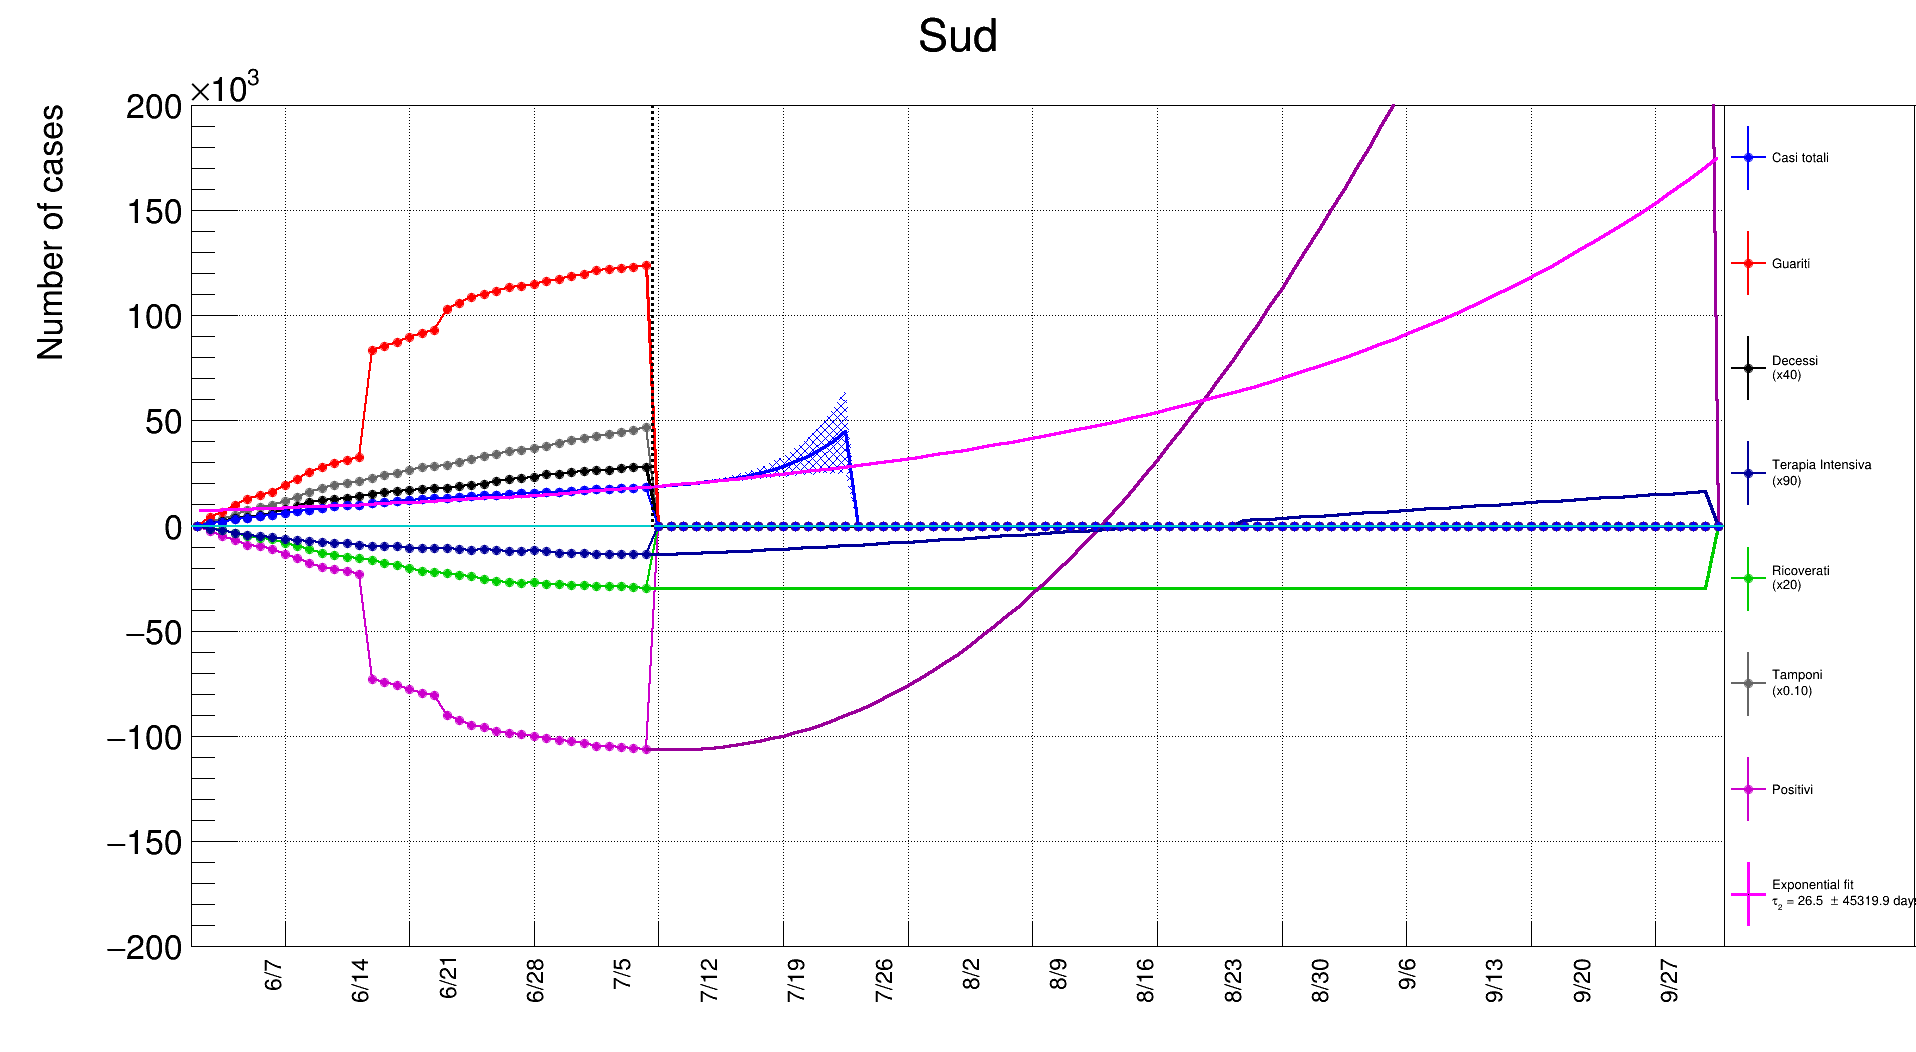 Sud
×10³
Number of cases
200
150
100
50
0
−50
−100
−150
−200
6/7
6/14
6/21
6/28
7/5
7/12
7/19
7/26
8/2
8/9
8/16
8/23
8/30
9/6
9/13
9/20
9/27
Casi totali
Guariti
Decessi
(x40)
Terapia Intensiva
(x90)
Ricoverati
(x20)
Tamponi
(x0.10)
Positivi
Exponential fit
τ₂ = 26.5 ± 45319.9 days